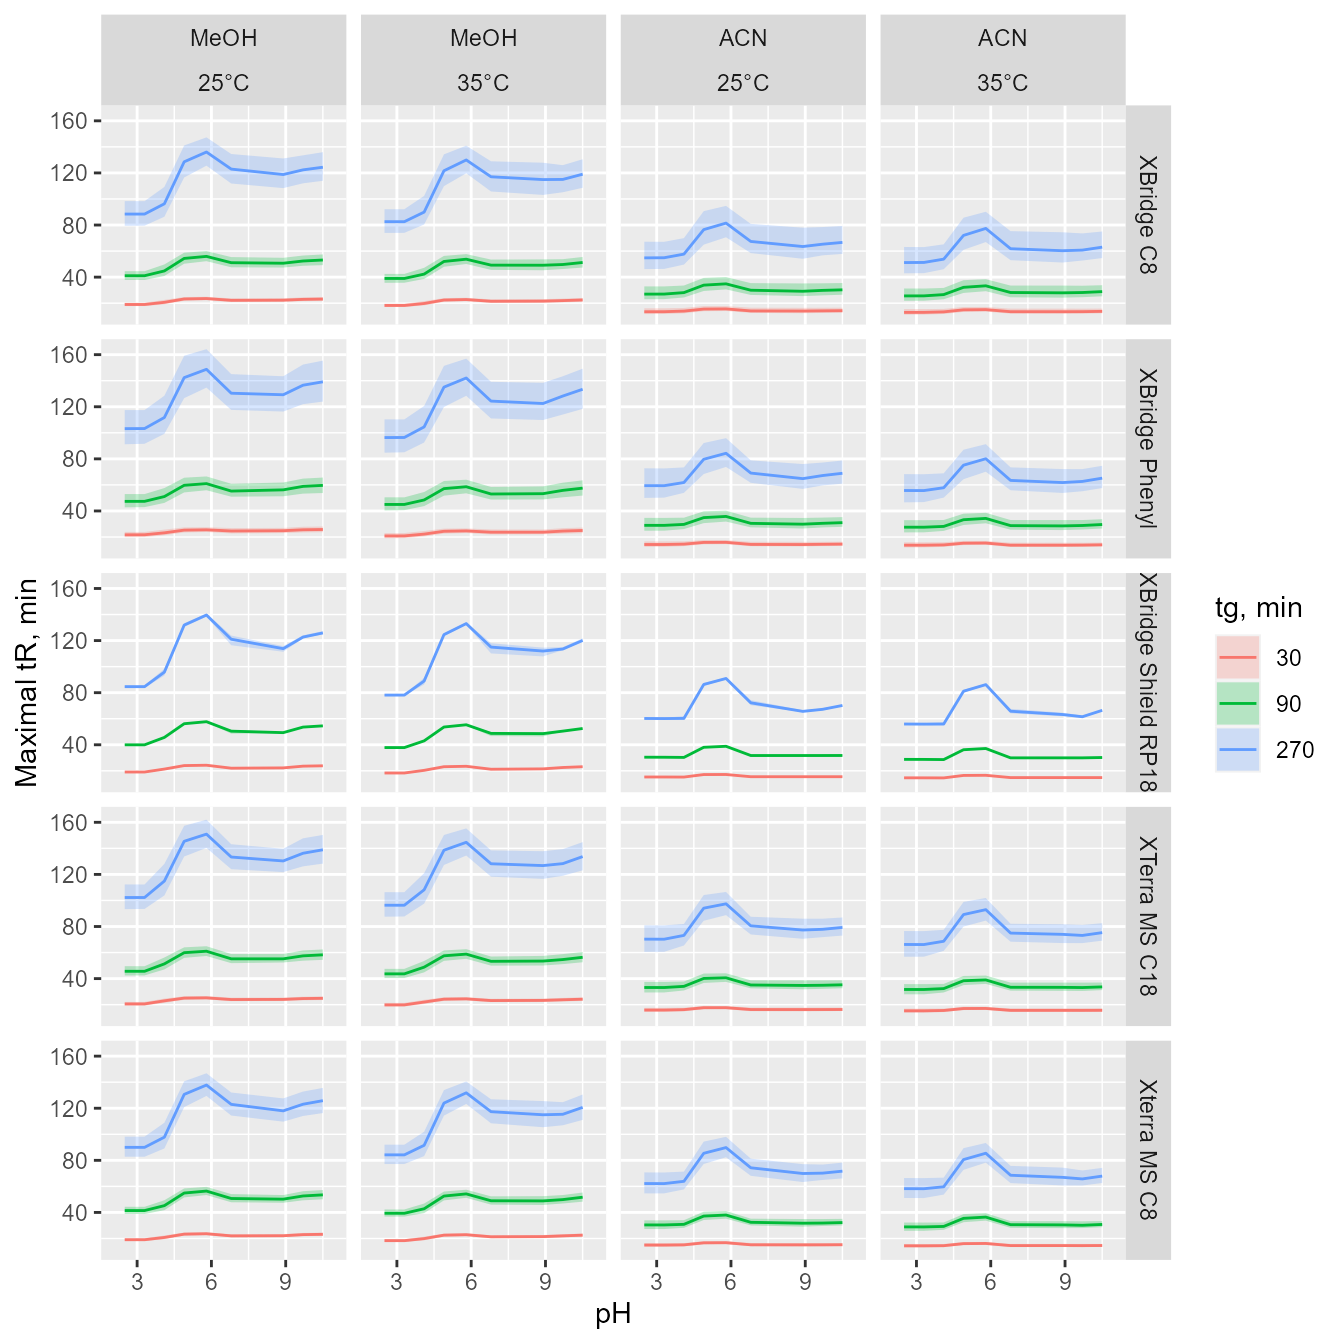 MeOH MeOH ACN ACN
25°C 35°C 25°C 35°C
160
120
80
40
XBridge C8
160
120
80
40
XBridge Phenyl
160
120
80
40
XBridge Shield RP18
160
120
80
40
XTerra MS C18
160
120
80
40
Xterra MS C8
3 6 9 3 6 9 3 6 9 3 6 9
pH
Maximal tR, min
tg, min
30
90
270